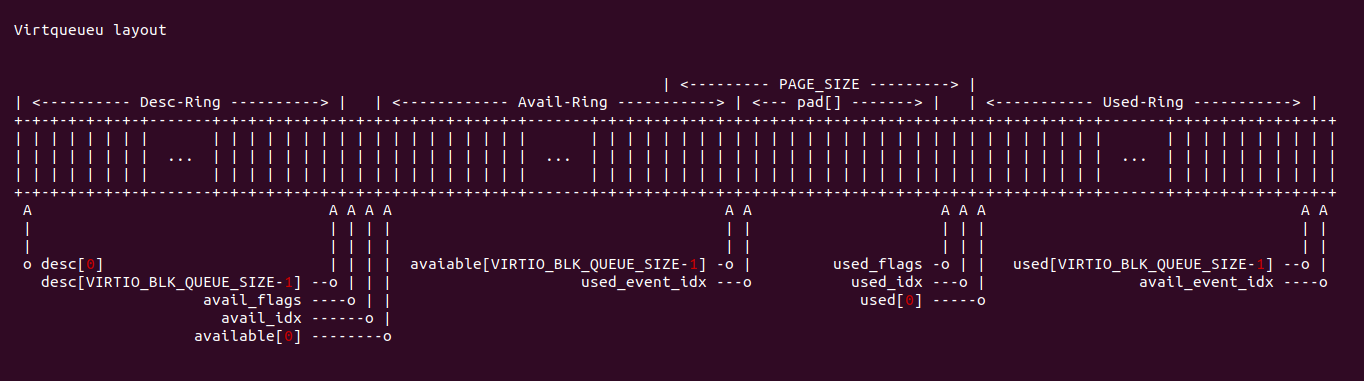 Virtqueueu layout
| <--------- PAGE_SIZE ---------> |
| <---------- Desc-Ring ----------> |   | <------------ Avail-Ring -----------> | <--- pad[] -------> |   | <----------- Used-Ring -----------> |
+-+-+-+-+-+-+-+-------+-+-+-+-+-+-+-+-+-+-+-+-+-+-+-+-+-+-------+-+-+-+-+-+-+-+-+-+-+-+-+-+-+-+-+-+-+-+-+-+-+-+-+-+-+-+-+-------+-+-+-+-+-+-+-+-+-+
| | | | | | | |       | | | | | | | | | | | | | | | | | |       | | | | | | | | | | | | | | | | | | | | | | | | | | | | |       | | | | | | | | | |
| | | | | | | |  ...  | | | | | | | | | | | | | | | | | |  ...  | | | | | | | | | | | | | | | | | | | | | | | | | | | | |  ...  | | | | | | | | | |
| | | | | | | |       | | | | | | | | | | | | | | | | | |       | | | | | | | | | | | | | | | | | | | | | | | | | | | | |       | | | | | | | | | |
+-+-+-+-+-+-+-+-------+-+-+-+-+-+-+-+-+-+-+-+-+-+-+-+-+-+-------+-+-+-+-+-+-+-+-+-+-+-+-+-+-+-+-+-+-+-+-+-+-+-+-+-+-+-+-+-------+-+-+-+-+-+-+-+-+-+
A                                 A A A A                                     A A                     A A A                                   A A
|                                 | | | |                                     | |                     | | |                                   | |
|                                 | | | |                                     | |                     | | |                                   | |
o desc[0]                         | | | |  avaiable[VIRTIO_BLK_QUEUE_SIZE-1] --o |         used_flags -o | |   used[VIRTIO_BLK_QUEUE_SIZE-1] --o |
desc[VIRTIO_BLK_QUEUE_SIZE-1] --o | | |                     used_event_idx ---o           used_idx ---o |                 avail_event_idx ----o
avail_flags ----o | |                                                     used[0] -----o
avail_idx ------o |
available[0] --------o